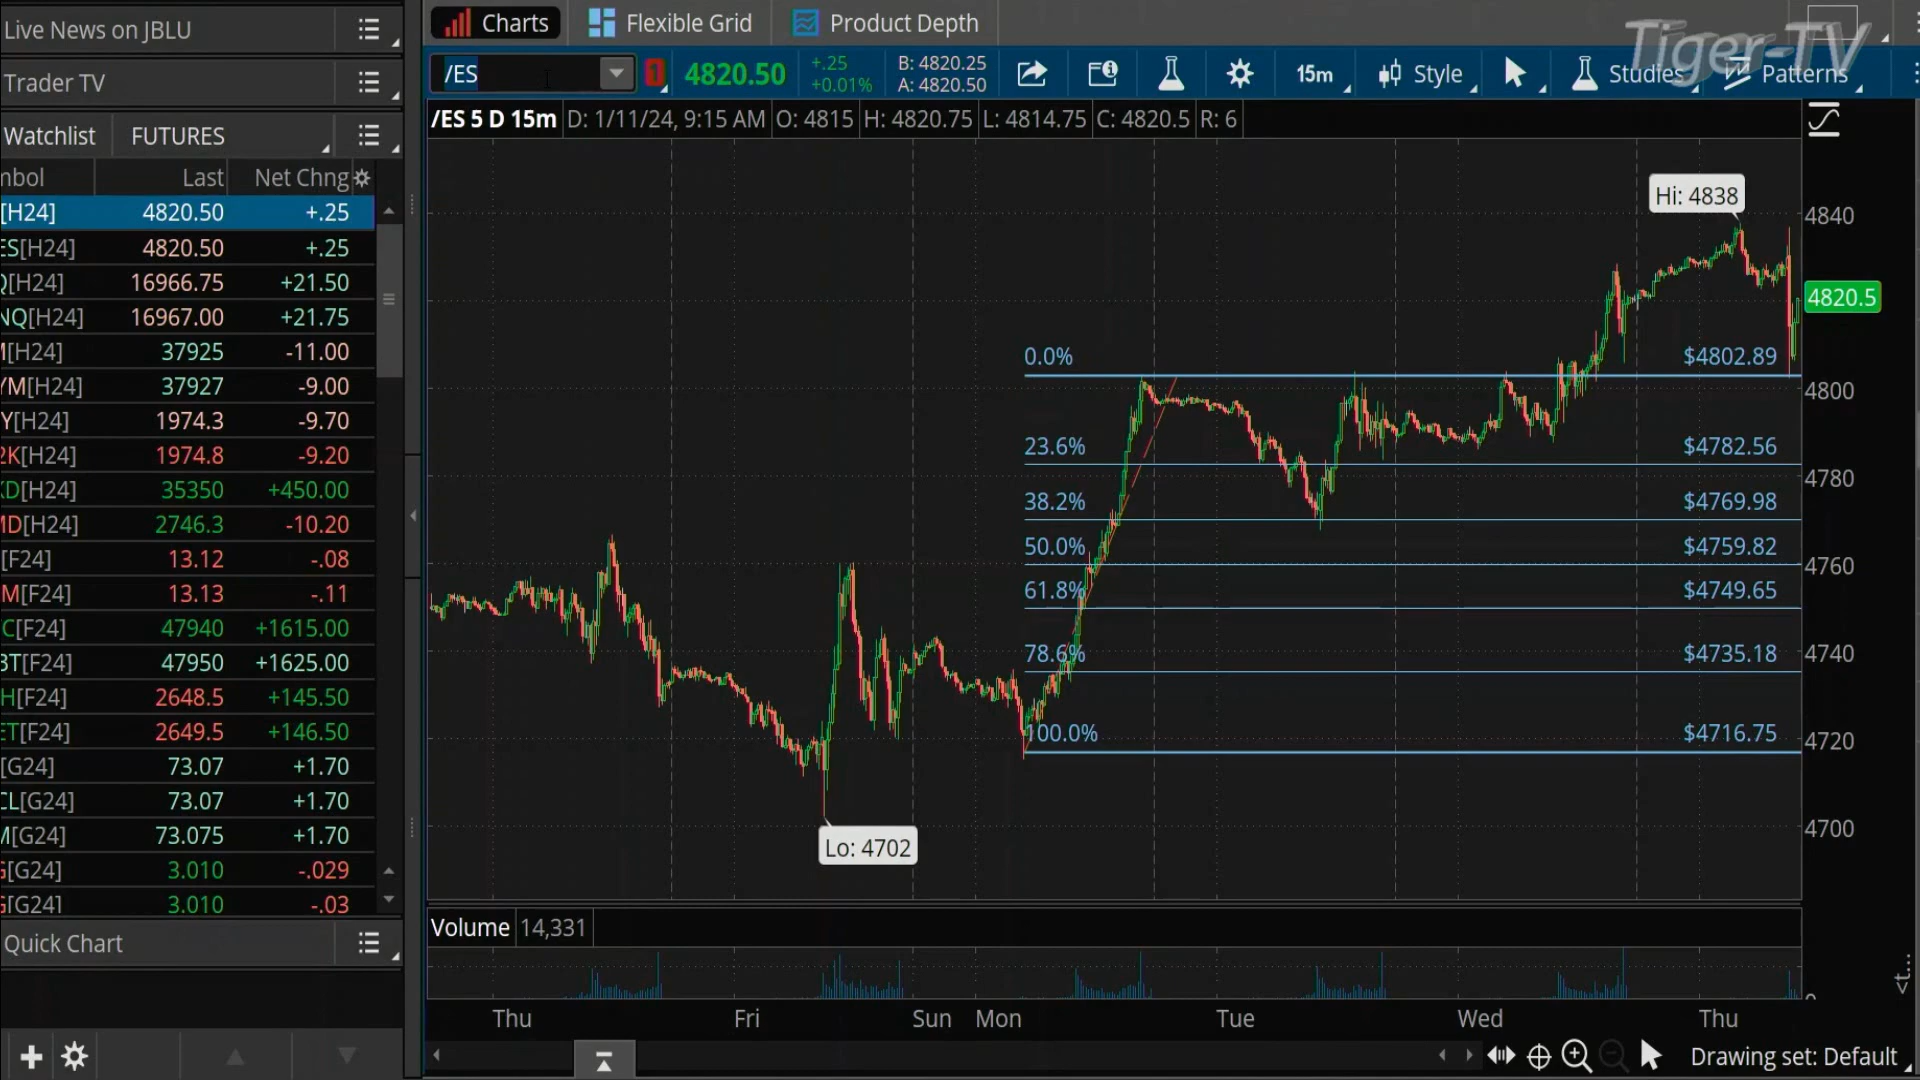 Live News on JBLU
Trader TV
Watchlist FUTURES
mbol Last Net Chng
[H24] 4820.50 +.25
ES[H24] 4820.50 +.25
Q[H24] 16966.75 +21.50
NQ[H24] 16967.00 +21.75
M[H24] 37925 -11.00
YM[H24] 37927 -9.00
Y[H24] 1974.3 -9.70
2K[H24] 1974.8 -9.20
KD[H24] 35350 +450.00
MD[H24] 2746.3 -10.20
[F24] 13.12 -.08
M[F24] 13.13 -.11
C[F24] 47940 +1615.00
BT[F24] 47950 +1625.00
H[F24] 2648.5 +145.50
ET[F24] 2649.5 +146.50
[G24] 73.07 +1.70
CL[G24] 73.07 +1.70
M[G24] 73.075 +1.70
G[G24] 3.010 -.029
G[G24] 3.010 -.03
Quick Chart
Charts Flexible Grid Product Depth
Tiger-TV
/ES 1 4820.50 +.25 +0.01% B: 4820.25 A: 4820.50 15m Style Studies Patterns
/ES 5 D 15m D: 1/11/24, 9:15 AM O: 4815 H: 4820.75 L: 4814.75 C: 4820.5 R: 6
Hi: 4838
4840
4820.5
0.0% $4802.89
4800
23.6% $4782.56
4780
38.2% $4769.98
50.0% $4759.82
4760
61.8% $4749.65
78.6% $4735.18
4740
100.0% $4716.75
4720
4700
Lo: 4702
Volume 14,331
0
<t...
Thu Fri Sun Mon Tue Wed Thu
Drawing set: Default